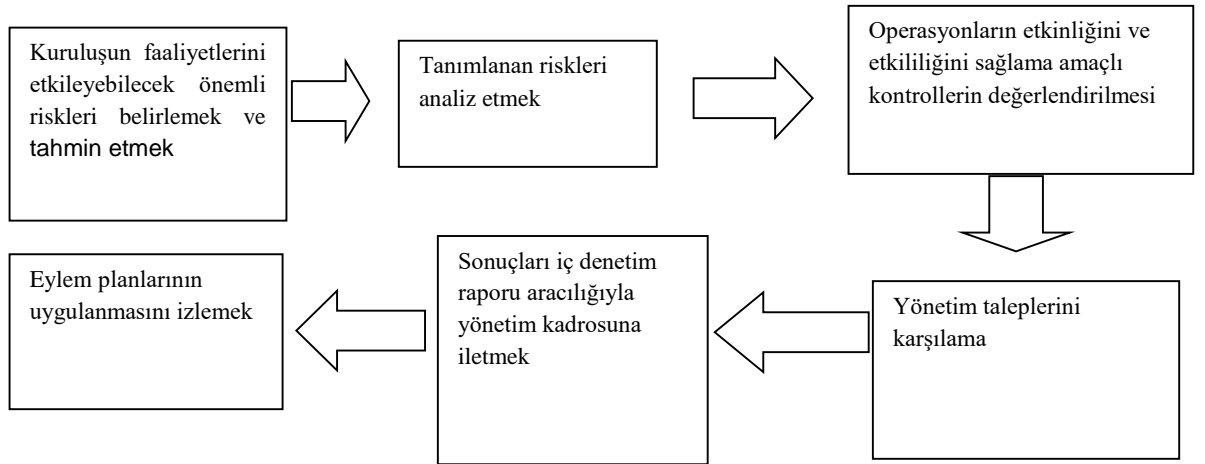 Kuruluşun faaliyetlerini
etkileyebilecek önemli
riskleri belirlemek ve
tahmin etmek
Tanımlanan riskleri
analiz etmek
Operasyonların etkinliğini ve
etkililiğini sağlama amaçlı
kontrollerin değerlendirilmesi
Yönetim taleplerini
karşılama
Sonuçları iç denetim
raporu aracılığıyla
yönetim kadrosuna
iletmek
Eylem planlarının
uygulanmasını izlemek